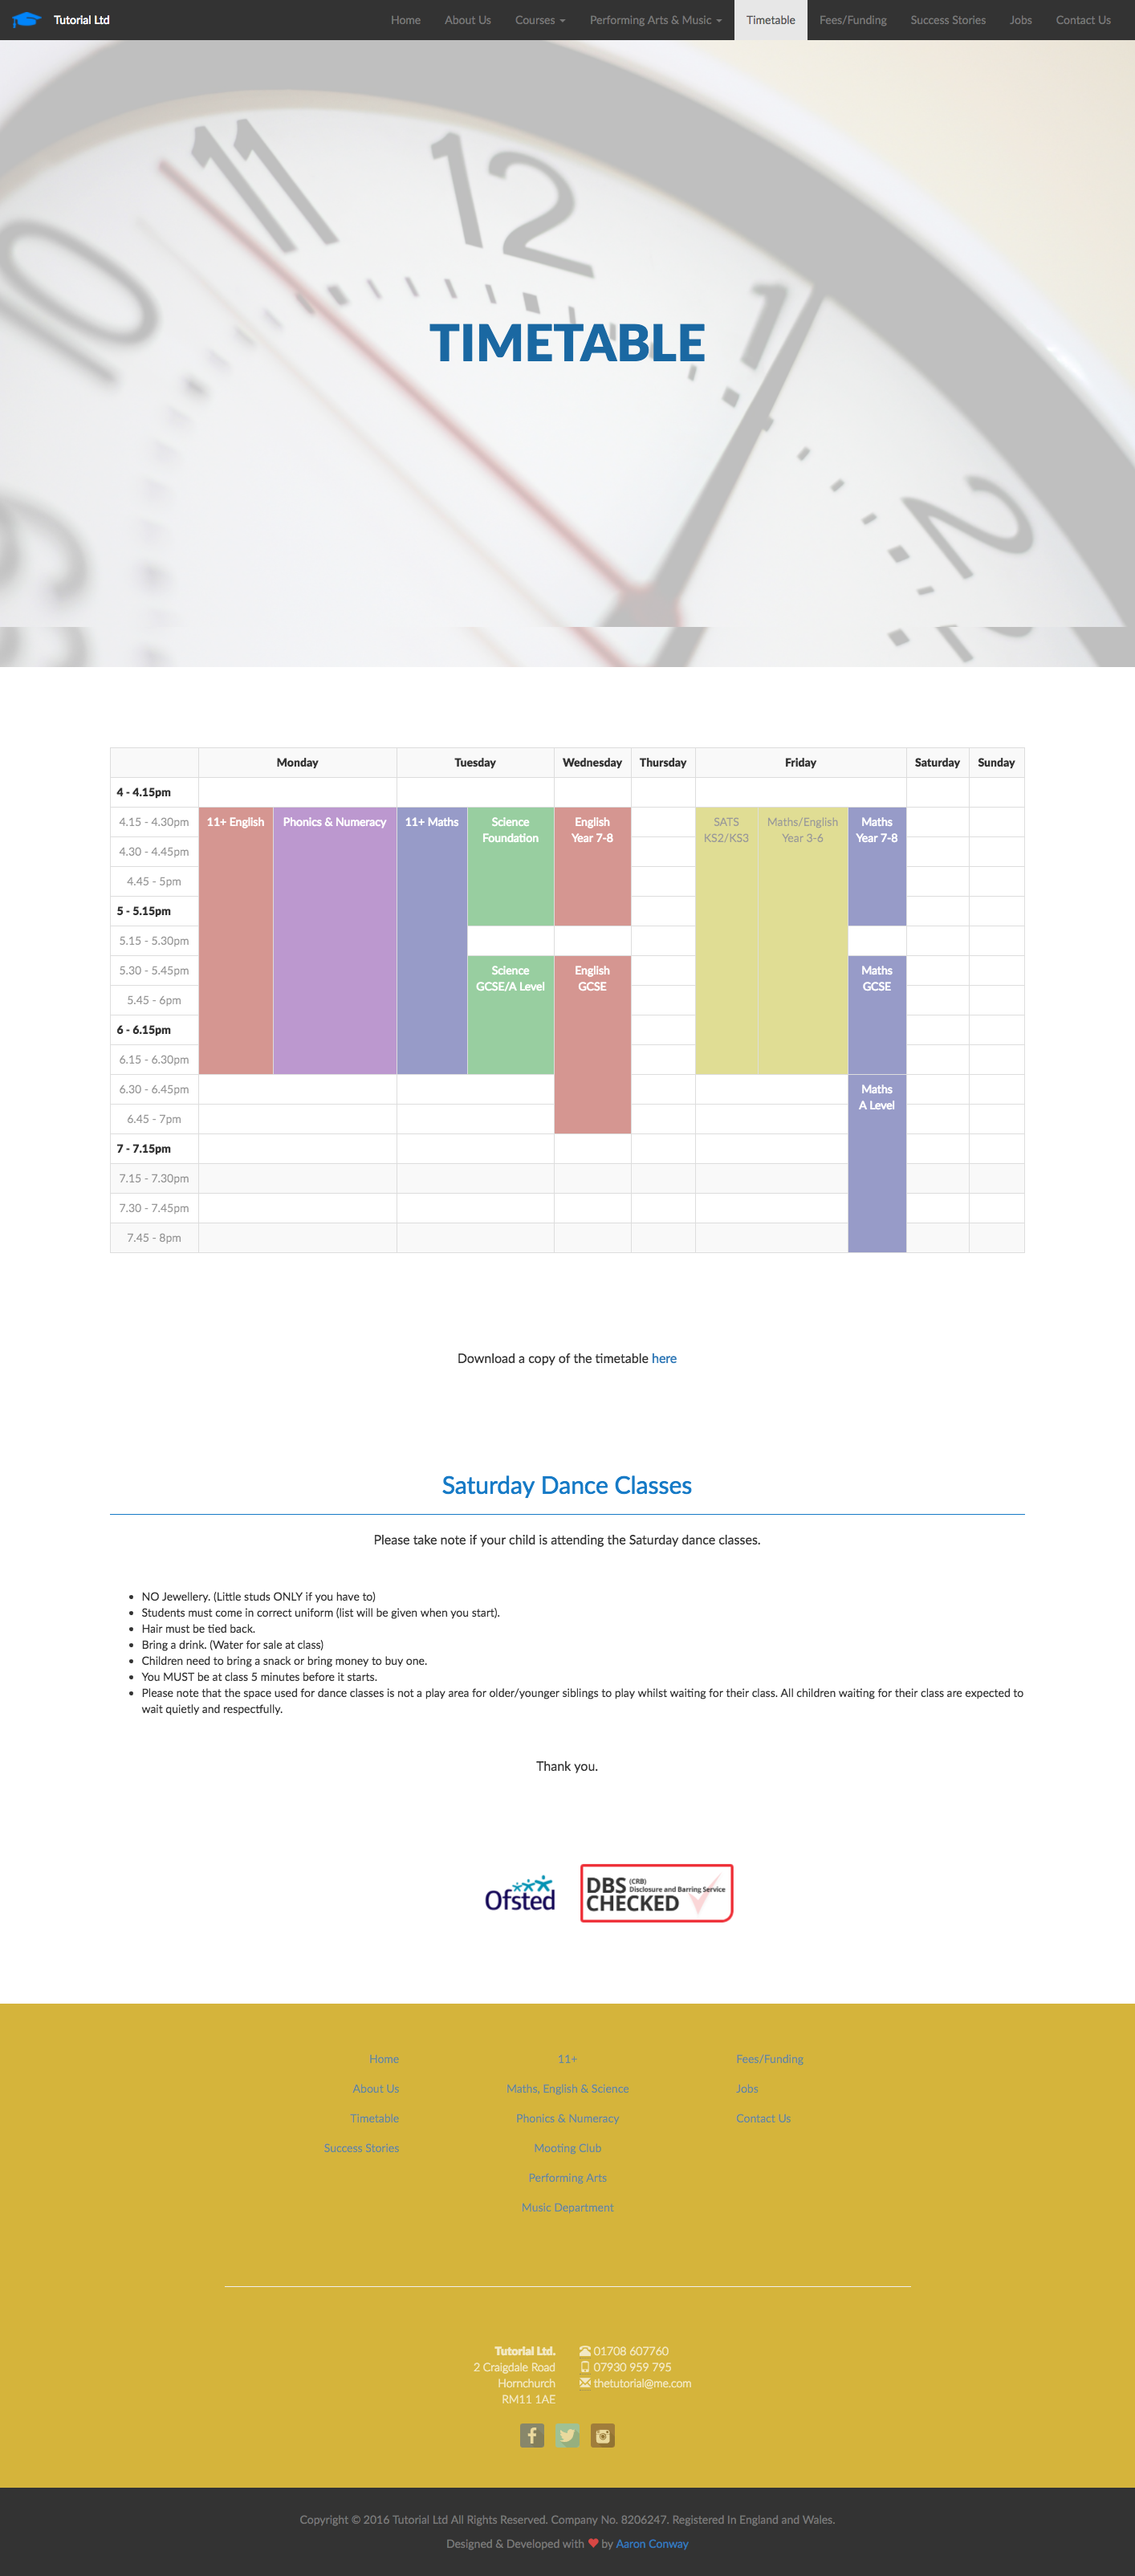 Tutorial Ltd
Home About Us Courses Performing Arts & Music Timetable Fees/Funding Success Stories Jobs Contact Us
11 12 1 2 10
TIMETABLE
Monday Tuesday Wednesday Thursday Friday Saturday Sunday
4 - 4.15pm
4.15 - 4.30pm 11+ English Phonics & Numeracy 11+ Maths Science English SATS Maths/English Maths
Foundation Year 7-8 KS2/KS3 Year 3-6 Year 7-8
4.30 - 4.45pm
4.45 - 5pm
5 - 5.15pm
5.15 - 5.30pm
5.30 - 5.45pm Science English Maths
GCSE/A Level GCSE GCSE
5.45 - 6pm
6 - 6.15pm
6.15 - 6.30pm
6.30 - 6.45pm Maths
A Level
6.45 - 7pm
7 - 7.15pm
7.15 - 7.30pm
7.30 - 7.45pm
7.45 - 8pm
Download a copy of the timetable here
Saturday Dance Classes
Please take note if your child is attending the Saturday dance classes.
• NO Jewellery. (Little studs ONLY if you have to)
• Students must come in correct uniform (list will be given when you start).
• Hair must be tied back.
• Bring a drink. (Water for sale at class)
• Children need to bring a snack or bring money to buy one.
• You MUST be at class 5 minutes before it starts.
• Please note that the space used for dance classes is not a play area for older/younger siblings to play whilst waiting for their class. All children waiting for their class are expected to
wait quietly and respectfully.
Thank you.
Ofsted
DBS (CRB) Disclosure and Barring Service
CHECKED
Home 11+ Fees/Funding
About Us Maths, English & Science Jobs
Timetable Phonics & Numeracy Contact Us
Success Stories Mooting Club
Performing Arts
Music Department
Tutorial Ltd. 01708 607760
2 Craigdale Road 07930 959 795
Hornchurch thetutorial@me.com
RM11 1AE
Copyright © 2016 Tutorial Ltd All Rights Reserved. Company No. 8206247. Registered In England and Wales.
Designed & Developed with ❤ by Aaron Conway